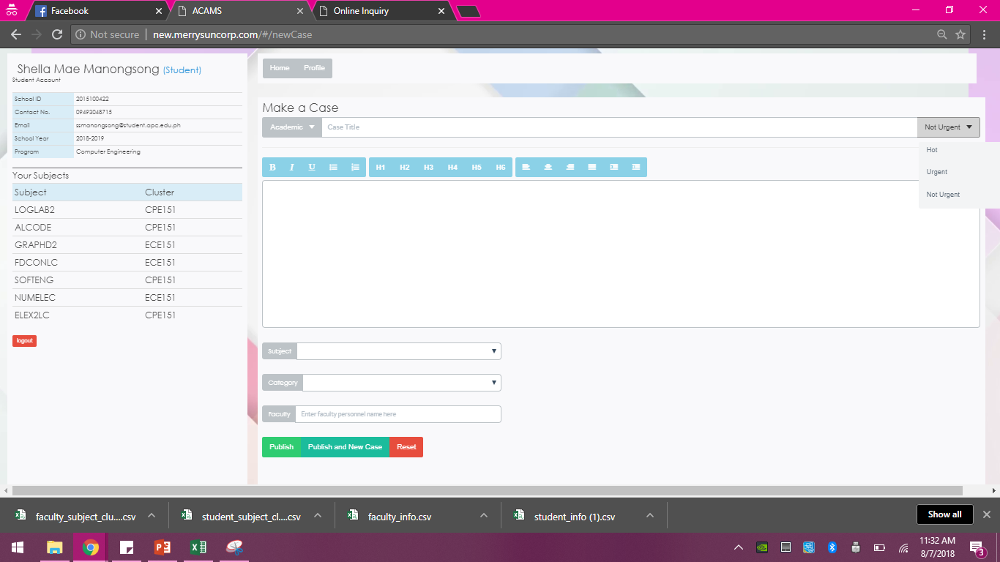 Facebook
ACAMS
Online Inquiry
Not secure
new.merrysuncorp.com/#/newCase
Shella Mae Manongsong (Student)
Student Account
School ID 2015100422
Contact No. 09493048715
Email ssmanongsong@student.apc.edu.ph
School Year 2018-2019
Program Computer Engineering
Your Subjects
Subject Cluster
LOGLAB2 CPE151
ALCODE CPE151
GRAPHD2 ECE151
FDCONLC ECE151
SOFTENG CPE151
NUMELEC ECE151
ELEX2LC CPE151
logout
Home Profile
Make a Case
Academic Case Title Not Urgent
Hot
Urgent
Not Urgent
B I U H1 H2 H3 H4 H5 H6
Subject
Category
Faculty Enter faculty personnel name here
Publish Publish and New Case Reset
faculty_subject_clu....csv
student_subject_cl....csv
faculty_info.csv
student_info (1).csv
Show all
11:32 AM
8/7/2018
3